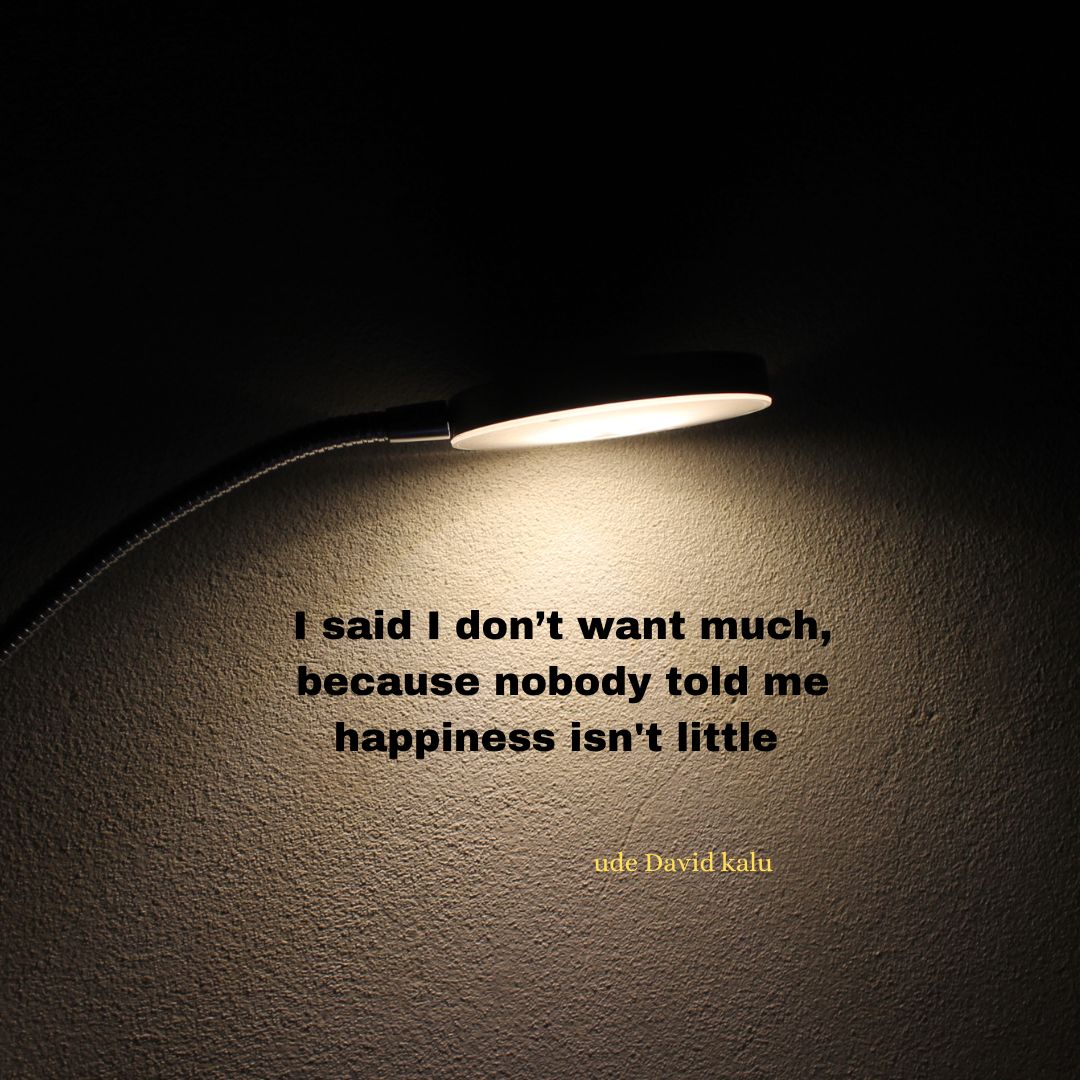 I said I don’t want much,
because nobody told me
happiness isn't little
ude David kalu